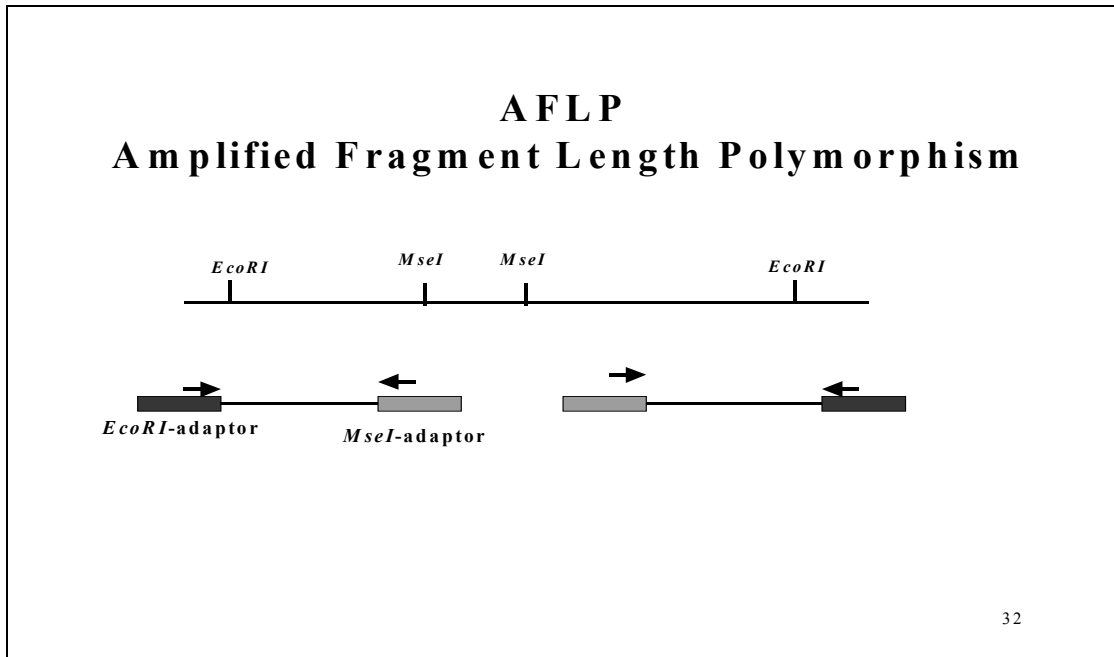 AFLP
Amplified Fragment Length Polymorphism
EcoRI MseI MseI EcoRI
EcoRI-adaptor MseI-adaptor
32